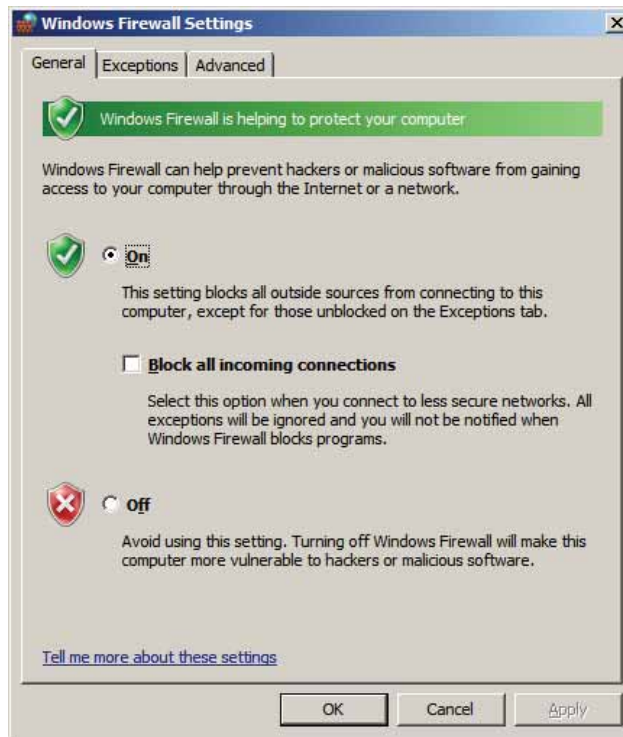 Windows Firewall Settings
General
Exceptions
Advanced
Windows Firewall is helping to protect your computer
Windows Firewall can help prevent hackers or malicious software from gaining
access to your computer through the Internet or a network.
On
This setting blocks all outside sources from connecting to this
computer, except for those unblocked on the Exceptions tab.
Block all incoming connections
Select this option when you connect to less secure networks. All
exceptions will be ignored and you will not be notified when
Windows Firewall blocks programs.
Off
Avoid using this setting. Turning off Windows Firewall will make this
computer more vulnerable to hackers or malicious software.
Tell me more about these settings
OK
Cancel
Apply